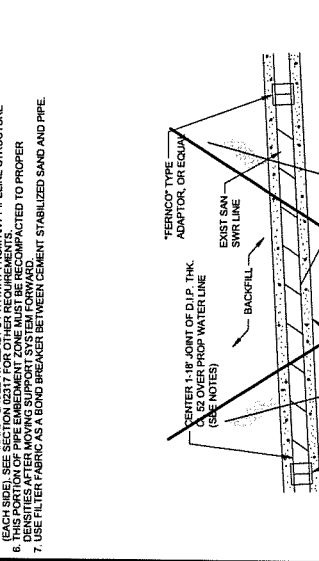 (EACH SIDE). SEE SECTION 02317 FOR OTHER REQUIREMENTS.
6. THIS PORTION OF PIPE EMBEDMENT ZONE MUST BE RECOMPACTED TO PROPER
DENSITIES AFTER MOVING SUPPORT SYSTEM FORWARD.
7. USE FILTER FABRIC AS A BOND BREAKER BETWEEN CEMENT STABILIZED SAND AND PIPE.
"FERNCO" TYPE
ADAPTOR, OR EQUAL
EXIST SAN
SWR LINE
BACKFILL
CENTER 1-18' JOINT OF D.I.P. THK.
52 OVER PROP WATER LINE
(SEE NOTES)